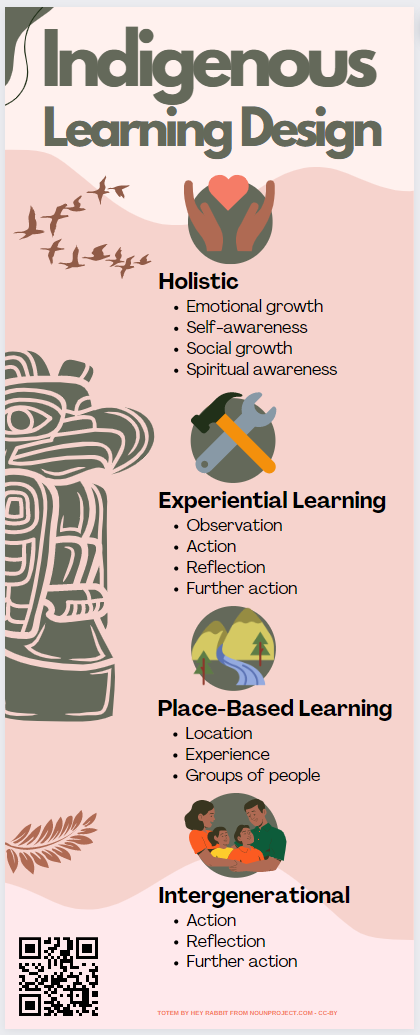 Indigenous
Learning Design
Holistic
• Emotional growth
• Self-awareness
• Social growth
• Spiritual awareness
Experiential Learning
• Observation
• Action
• Reflection
• Further action
Place-Based Learning
• Location
• Experience
• Groups of people
Intergenerational
• Action
• Reflection
• Further action
TOTEM BY HEY RABBIT FROM NOUNPROJECT.COM - CC-BY